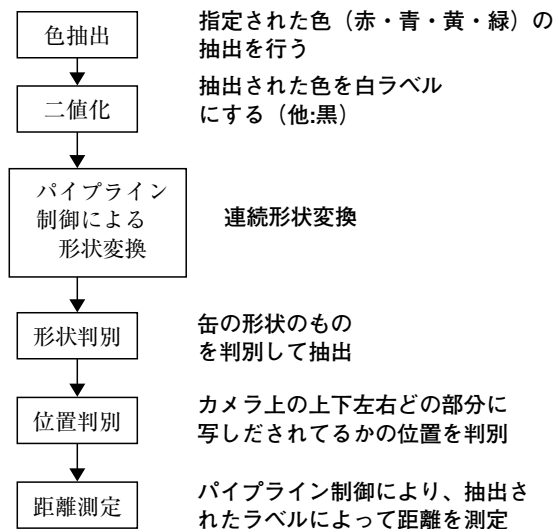 色抽出
指定された色（赤・青・黄・緑）の
抽出を行う
二値化
抽出された色を白ラベル
にする（他:黒）
パイプライン
制御による
形状変換
連続形状変換
形状判別
缶の形状のもの
を判別して抽出
位置判別
カメラ上の上下左右どの部分に
写しだされてるかの位置を判別
距離測定
パイプライン制御により、抽出さ
れたラベルによって距離を測定